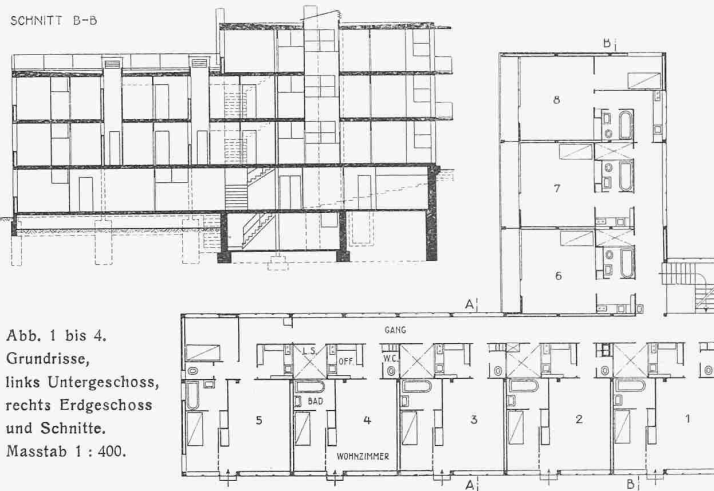 SCHNITT B-B
B
8
7
6
A
GANG
L.S.
OFF.
W.C.
BAD
5
4
3
2
1
WOHNZIMMER
A
B
Abb. 1 bis 4.
Grundrisse,
links Untergeschoss,
rechts Erdgeschoss
und Schnitte.
Masstab 1 : 400.